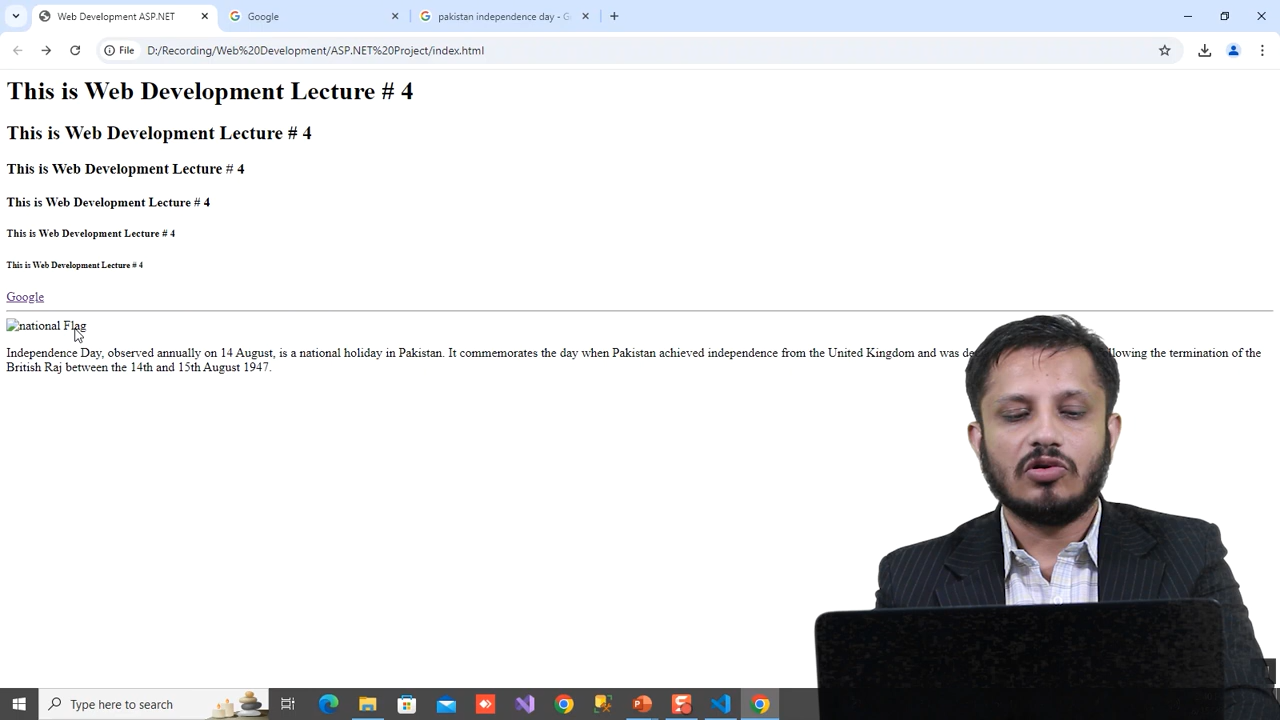 Web Development ASP.NET
Google
pakistan independence day - G
File
D:/Recording/Web%20Development/ASP.NET%20Project/index.html
This is Web Development Lecture # 4
This is Web Development Lecture # 4
This is Web Development Lecture # 4
This is Web Development Lecture # 4
This is Web Development Lecture # 4
This is Web Development Lecture # 4
Google
national Flag
Independence Day, observed annually on 14 August, is a national holiday in Pakistan. It commemorates the day when Pakistan achieved independence from the United Kingdom and was llowing the termination of the
British Raj between the 14th and 15th August 1947.
Type here to search